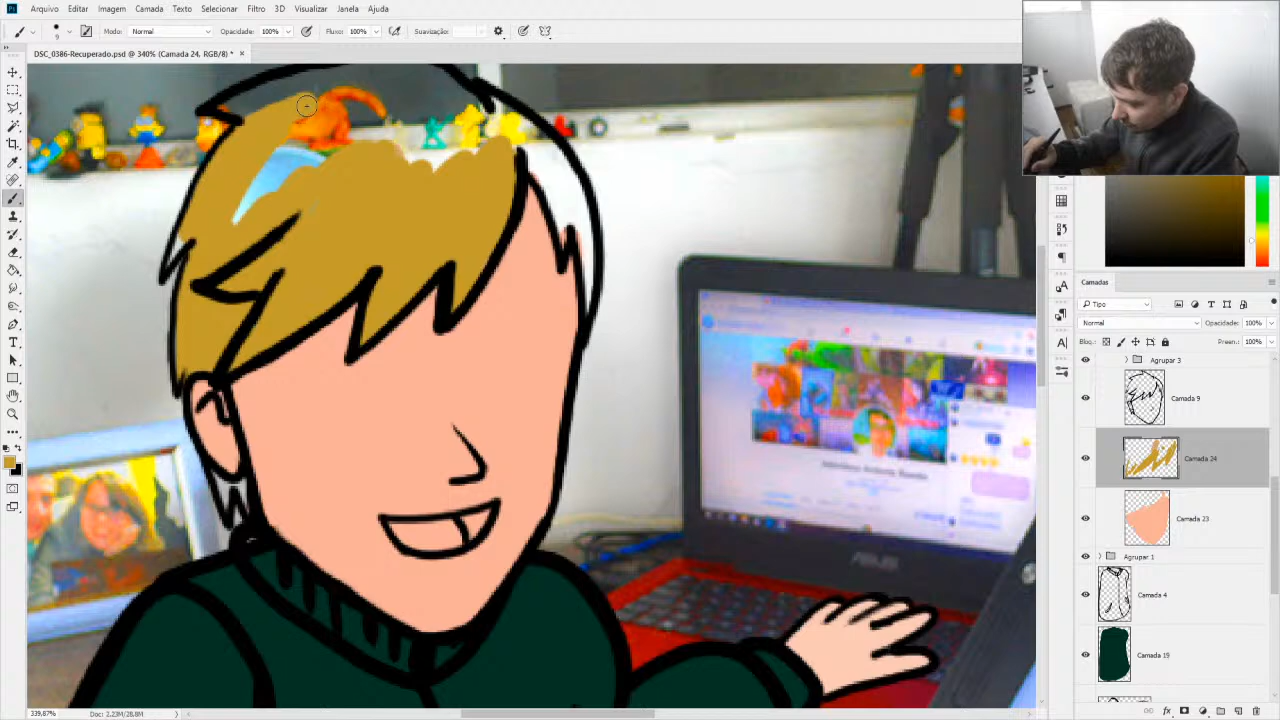 Ps Arquivo Editar Imagem Camada Texto Selecionar Filtro 3D Visualizar Janela Ajuda
Modo: Normal Opacidade: 100% Fluxo: 100% Suavização:
DSC_0386-Recuperado.psd @ 340% (Camada 24, RGB/8) * ×
Camadas
Tipo
Normal Opacidade: 100%
Bloq.: Preen.: 100%
Agrupar 3
Camada 9
Camada 24
Camada 23
Agrupar 1
Camada 4
Camada 19
ASUS
339,87% Doc: 2,23M/28,8M